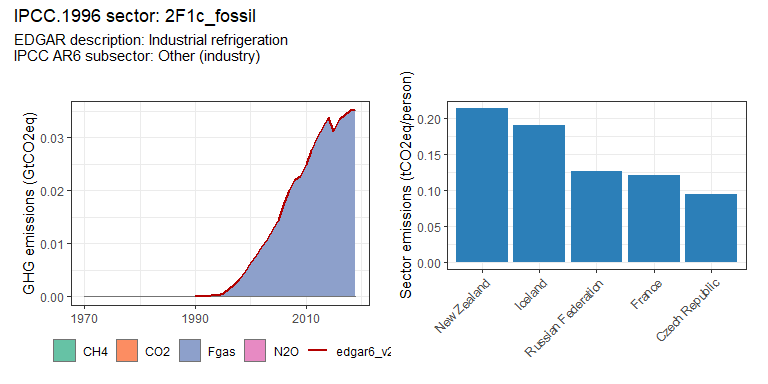 IPCC.1996 sector: 2F1c_fossil
EDGAR description: Industrial refrigeration
IPCC AR6 subsector: Other (industry)
GHG emissions (GtCO2eq)
0.03
0.02
0.01
0.00
1970
1990
2010
CH4
CO2
Fgas
N2O
edgar6_v2
Sector emissions (tCO2eq/person)
0.20
0.15
0.10
0.05
0.00
New Zealand
Iceland
Russian Federation
France
Czech Republic